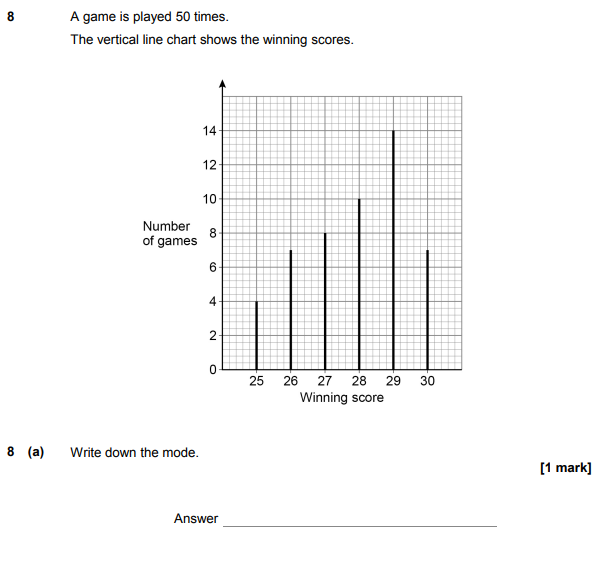 8 A game is played 50 times.
The vertical line chart shows the winning scores.
14
12
10
Number
of games
8
6
4
2
0
25 26 27 28 29 30
Winning score
8 (a) Write down the mode.
[1 mark]
Answer